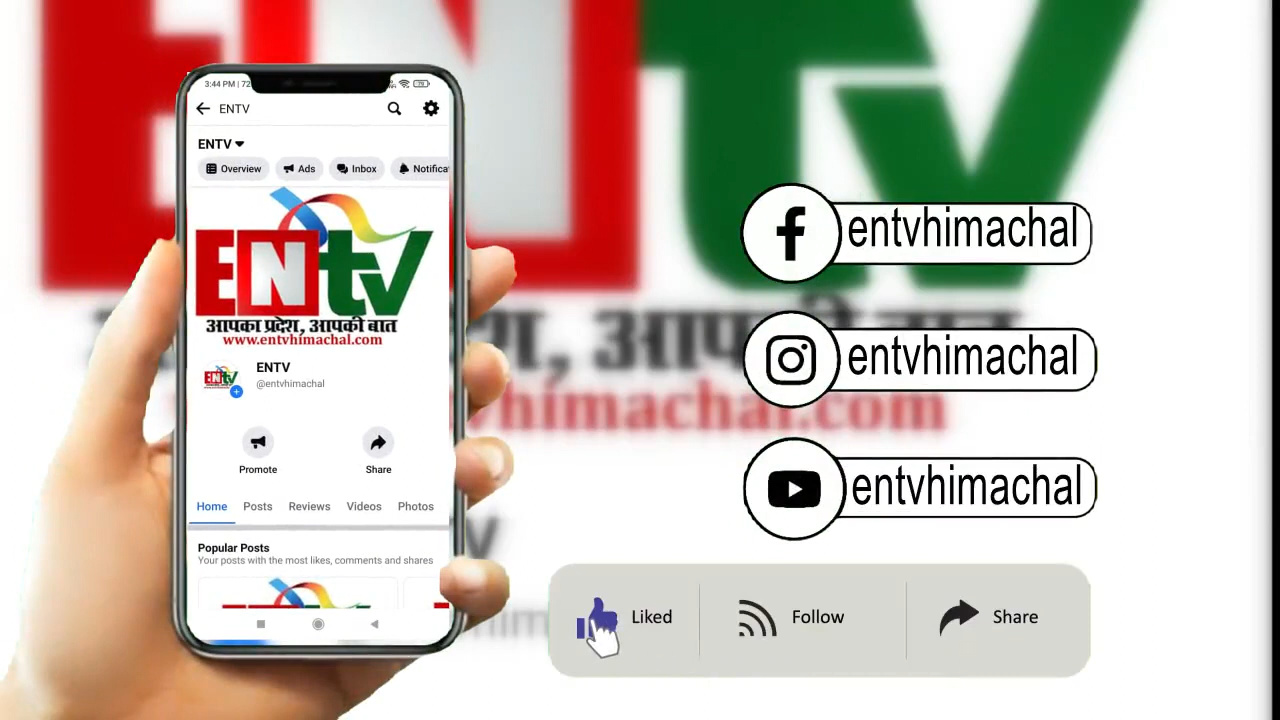 3:44 PM | 72
ENTV
ENTV
Overview
Ads
Inbox
Notifica
ENtv
आपका प्रदेश, आपकी बात
www.entvhimachal.com
ENTV
@entvhimachal
Promote
Share
Home
Posts
Reviews
Videos
Photos
Popular Posts
Your posts with the most likes, comments and shares
entvhimachal
entvhimachal
entvhimachal
Liked
Follow
Share